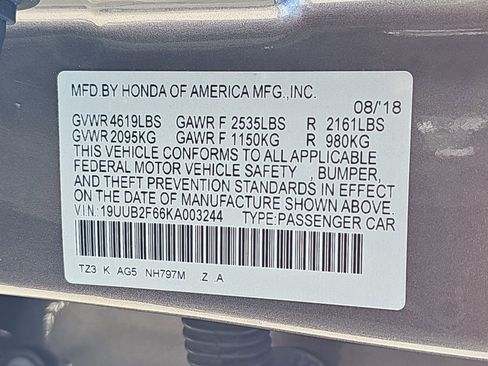 MFD.BY HONDA OF AMERICA MFG.,INC.
08/'18
GVWR 4619LBS GAWR F 2535LBS R 2161LBS
GVWR 2095KG GAWR F 1150KG R 980KG
THIS VEHICLE CONFORMS TO ALL APPLICABLE
FEDERAL MOTOR VEHICLE SAFETY , BUMPER,
AND THEFT PREVENTION STANDARDS IN EFFECT
ON THE DATE OF MANUFACTURE SHOWN ABOVE.
V.I.N.:19UUB2F66KA003244 TYPE:PASSENGER CAR
TZ3 K AG5 NH797M Z .A